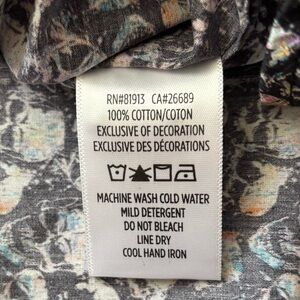 RN#81913 CA#26689
100% COTTON/COTON
EXCLUSIVE OF DECORATION
EXCLUSIVE DES DÉCORATIONS
MACHINE WASH COLD WATER
MILD DETERGENT
DO NOT BLEACH
LINE DRY
COOL HAND IRON